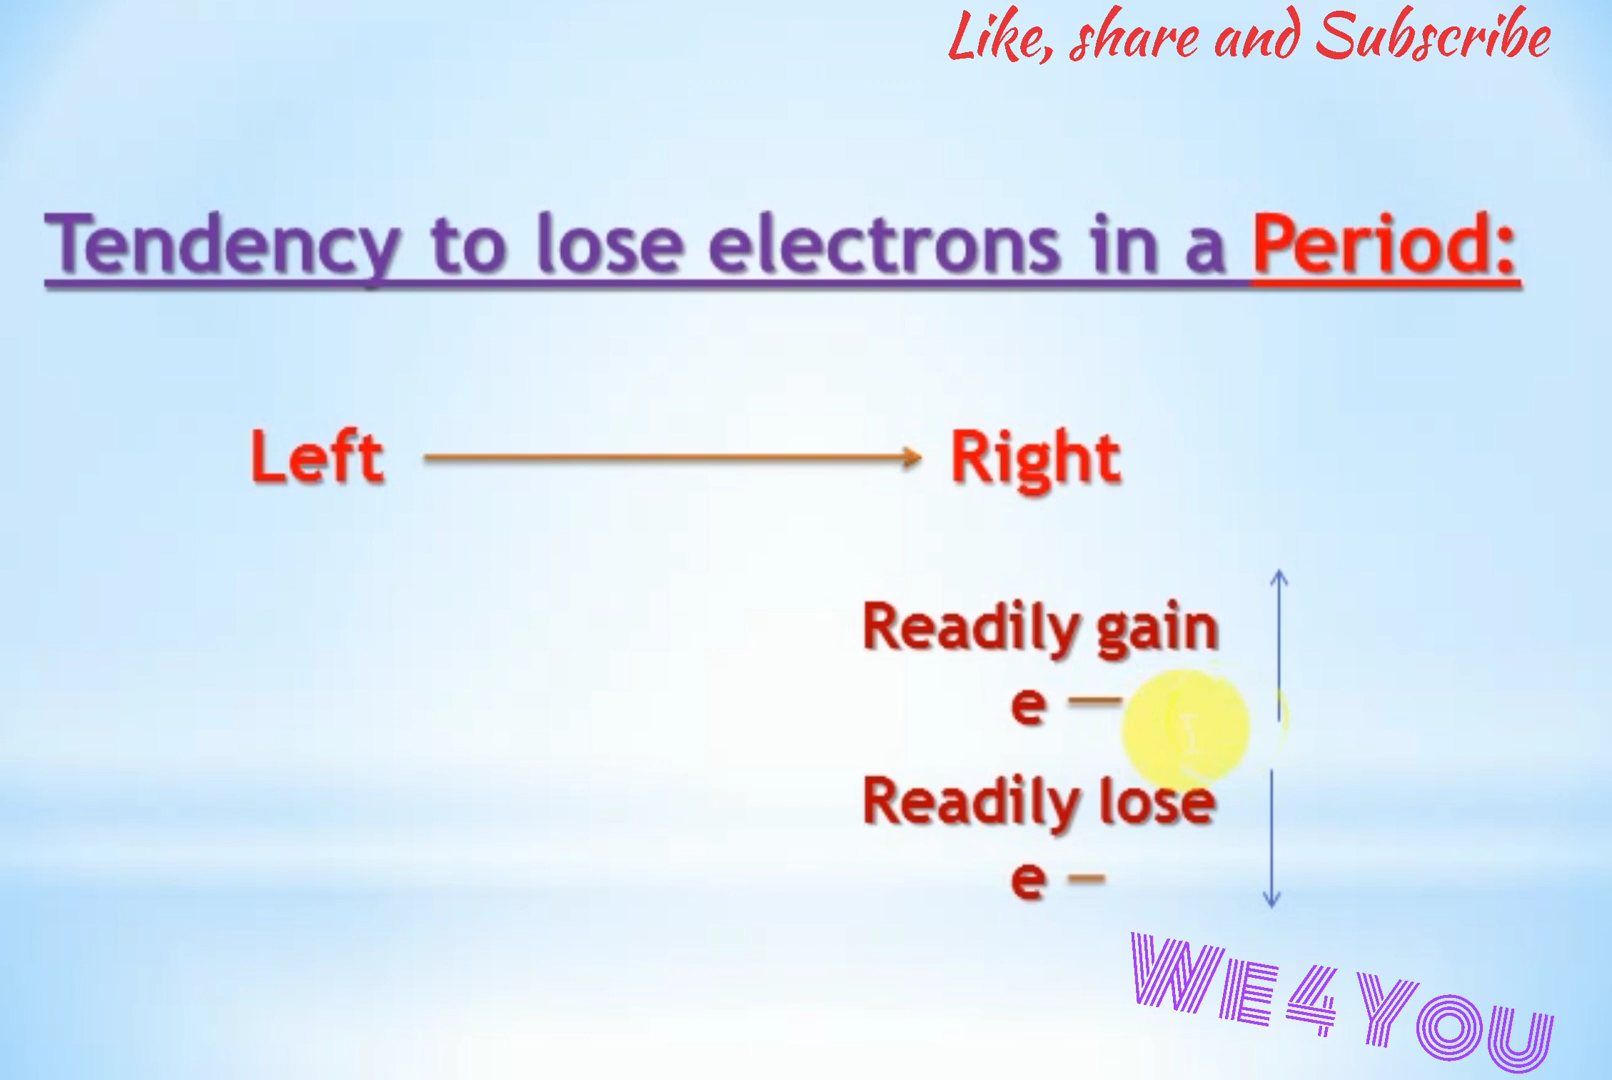 Like, share and Subscribe
Tendency to lose electrons in a Period:
Left Right
Readily gain
e —
Readily lose
e –
WE4YOU